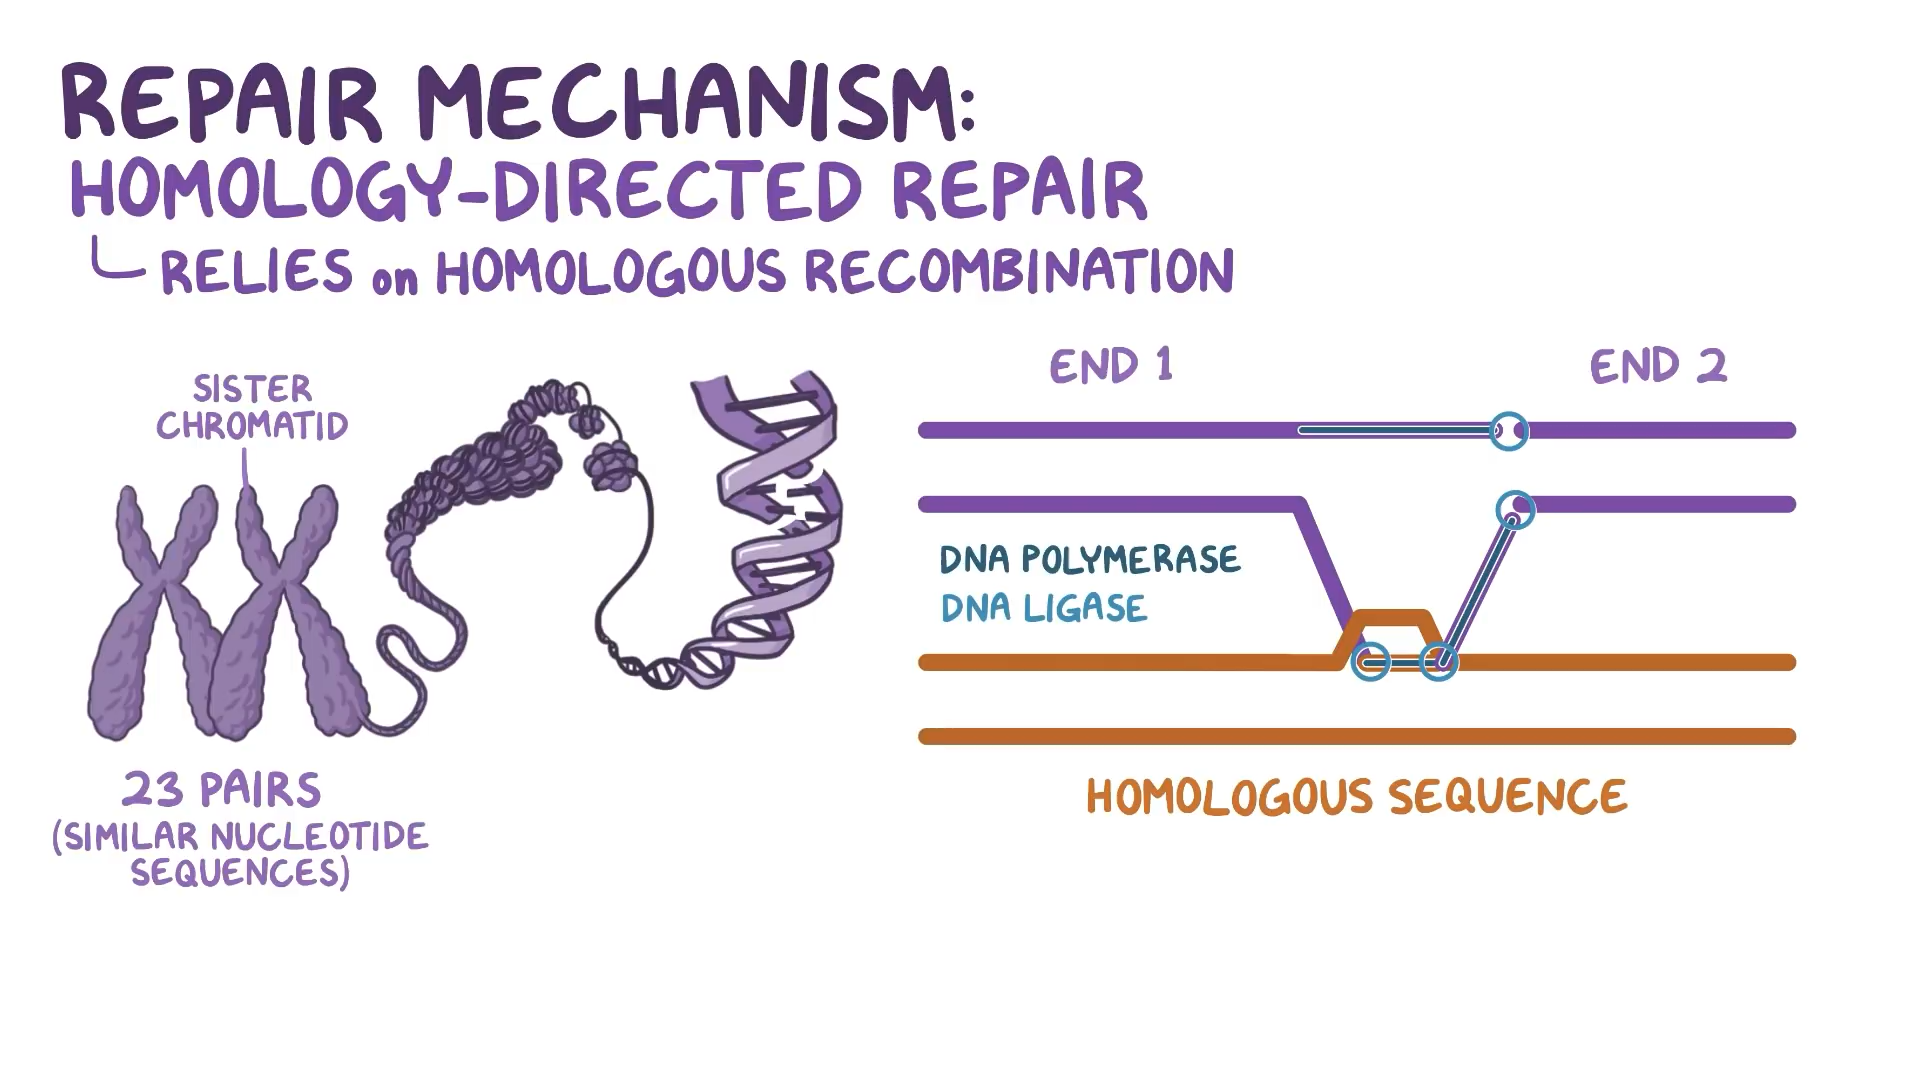 REPAIR MECHANISM:
HOMOLOGY-DIRECTED REPAIR
RELIES on HOMOLOGOUS RECOMBINATION
SISTER
CHROMATID
23 PAIRS
(SIMILAR NUCLEOTIDE
SEQUENCES)
END 1
END 2
DNA POLYMERASE
DNA LIGASE
HOMOLOGOUS SEQUENCE